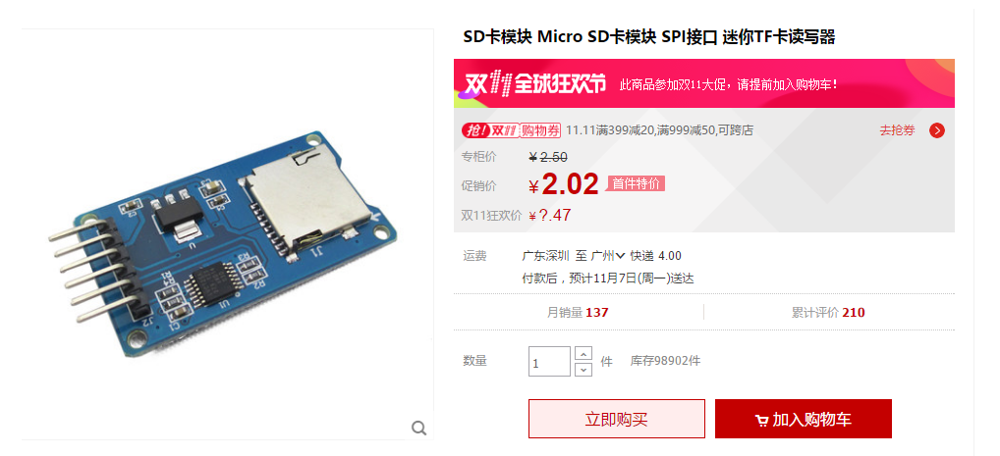 SD卡模块 Micro SD卡模块 SPI接口 迷你TF卡读写器
双11全球狂欢节 此商品参加双11大促，请提前加入购物车！
抢！双11购物券 11.11满399减20,满999减50,可跨店 去抢券
专柜价 ¥2.50
促销价 ¥2.02 首件特价
双11狂欢价 ¥?.47
运费 广东深圳 至 广州 快递 4.00
付款后，预计11月7日(周一)送达
月销量 137 累计评价 210
数量 1 件 库存98902件
立即购买 加入购物车
J1
C2
U
R3
R2
R1
U1
C1
J2